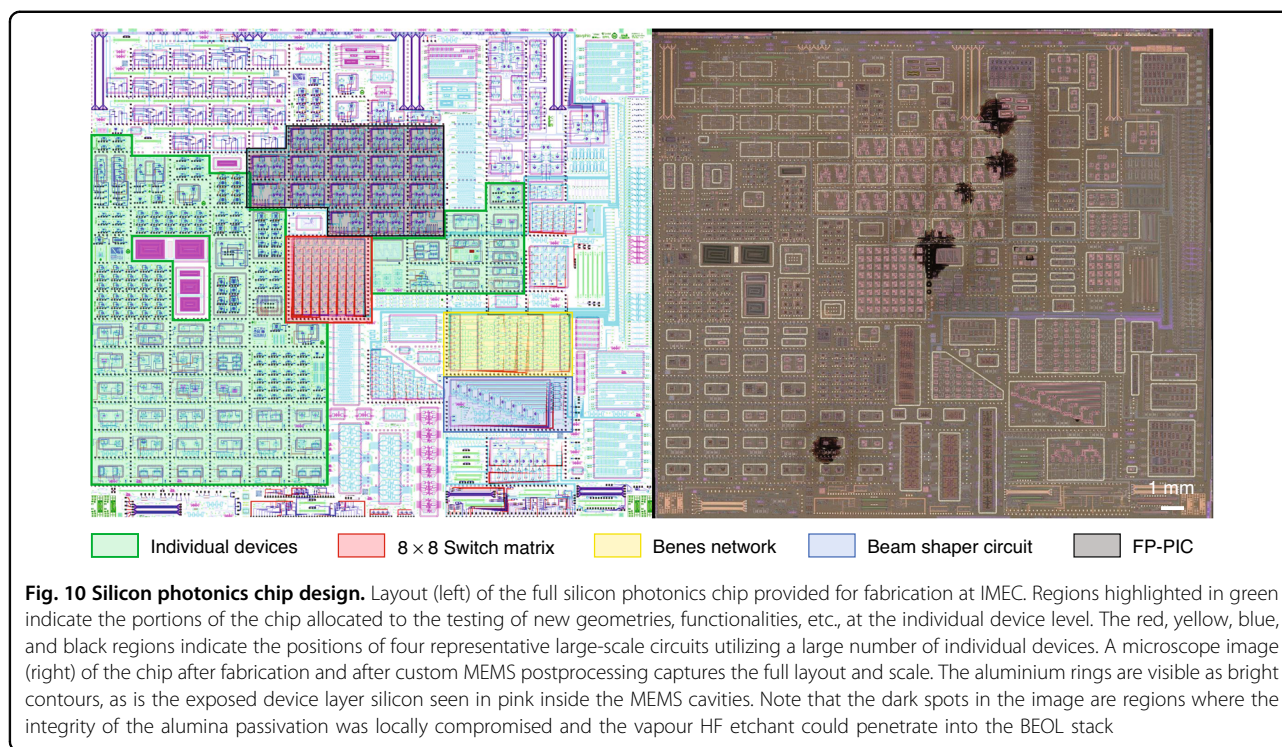 1 mm
Individual devices
8 × 8 Switch matrix
Benes network
Beam shaper circuit
FP-PIC
Fig. 10 Silicon photonics chip design. Layout (left) of the full silicon photonics chip provided for fabrication at IMEC. Regions highlighted in green
indicate the portions of the chip allocated to the testing of new geometries, functionalities, etc., at the individual device level. The red, yellow, blue,
and black regions indicate the positions of four representative large-scale circuits utilizing a large number of individual devices. A microscope image
(right) of the chip after fabrication and after custom MEMS postprocessing captures the full layout and scale. The aluminium rings are visible as bright
contours, as is the exposed device layer silicon seen in pink inside the MEMS cavities. Note that the dark spots in the image are regions where the
integrity of the alumina passivation was locally compromised and the vapour HF etchant could penetrate into the BEOL stack